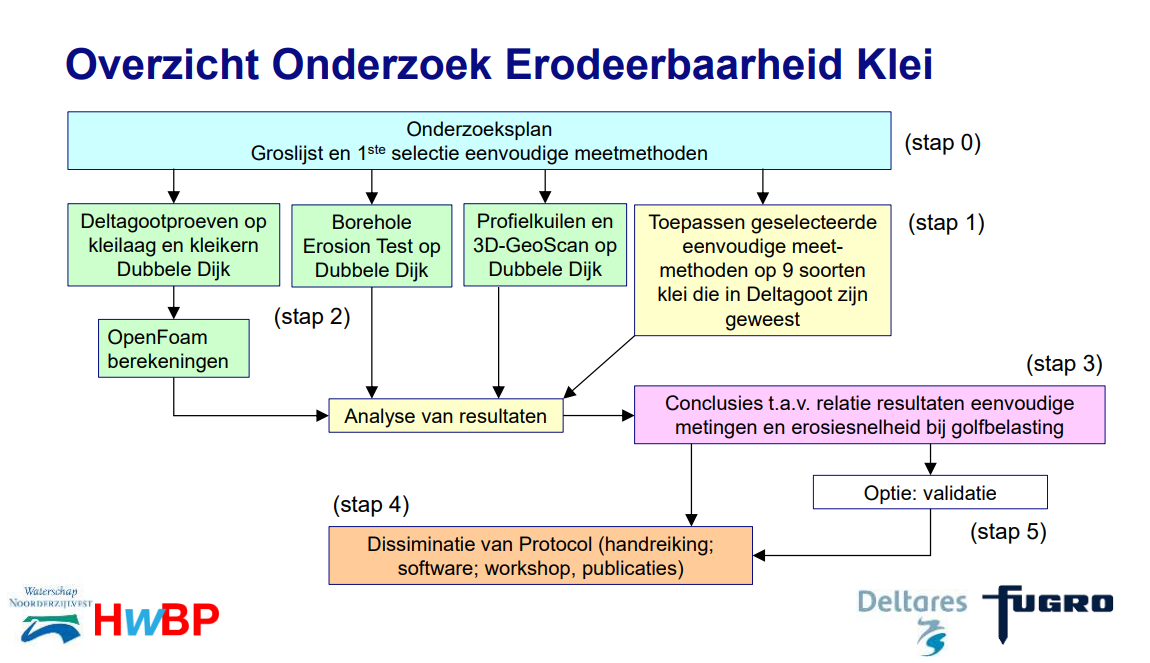 Overzicht Onderzoek Erodeerbaarheid Klei
Onderzoeksplan
Groslijst en 1ste selectie eenvoudige meetmethoden
(stap 0)
Deltagootproeven op
kleilaag en kleikern
Dubbele Dijk
Borehole
Erosion Test op
Dubbele Dijk
Profielkuilen en
3D-GeoScan op
Dubbele Dijk
Toepassen geselecteerde
eenvoudige meet-
methoden op 9 soorten
klei die in Deltagoot zijn
geweest
(stap 1)
(stap 2)
OpenFoam
berekeningen
Analyse van resultaten
(stap 3)
Conclusies t.a.v. relatie resultaten eenvoudige
metingen en erosiesnelheid bij golfbelasting
Optie: validatie
(stap 4)
(stap 5)
Dissiminatie van Protocol (handreiking;
software; workshop, publicaties)
Waterschap
NOORDERZIJLVEST
HWBP
Deltares
FUGRO